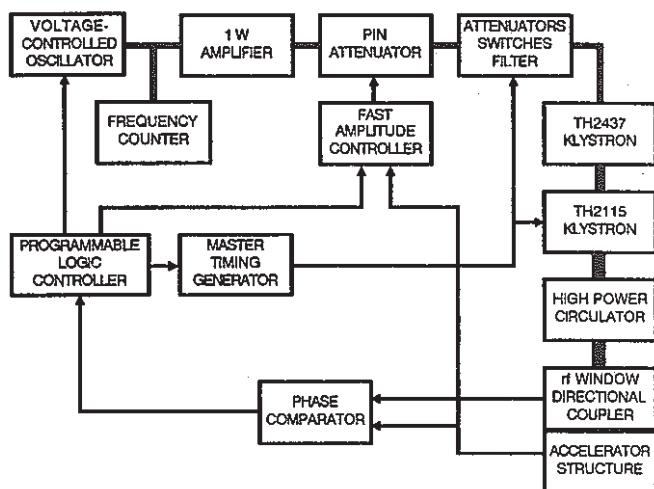 VOLTAGE-
CONTROLLED
OSCILLATOR
1 W
AMPLIFIER
PIN
ATTENUATOR
ATTENUATORS
SWITCHES
FILTER
FREQUENCY
COUNTER
FAST
AMPLITUDE
CONTROLLER
TH2437
KLYSTRON
TH2115
KLYSTRON
PROGRAMMABLE
LOGIC
CONTROLLER
MASTER
TIMING
GENERATOR
HIGH POWER
CIRCULATOR
PHASE
COMPARATOR
rf WINDOW
DIRECTIONAL
COUPLER
ACCELERATOR
STRUCTURE